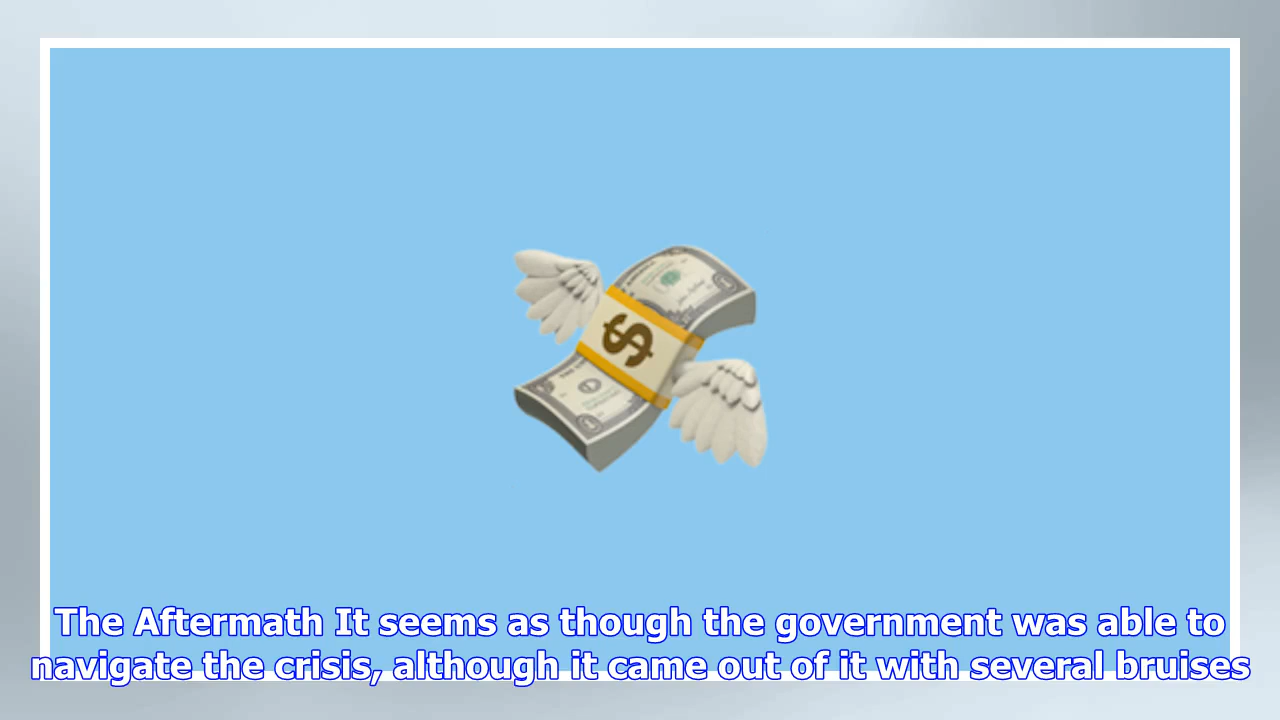 $
The Aftermath It seems as though the government was able to
navigate the crisis, although it came out of it with several bruises